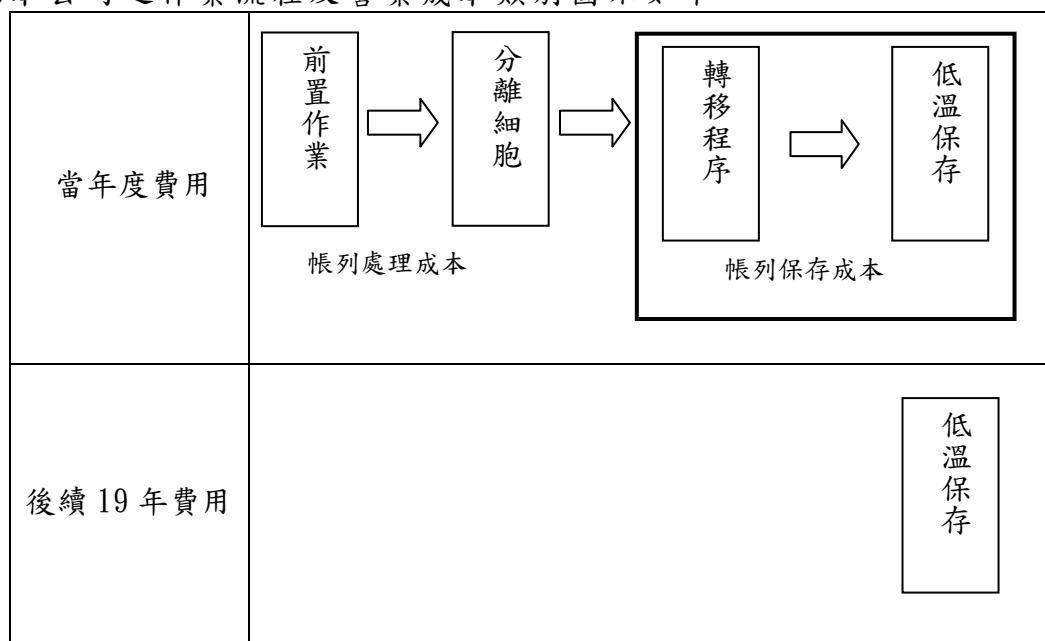 當年度費用
前置作業
分離細胞
轉移程序
低溫保存
帳列處理成本
帳列保存成本
後續 19 年費用
低溫保存